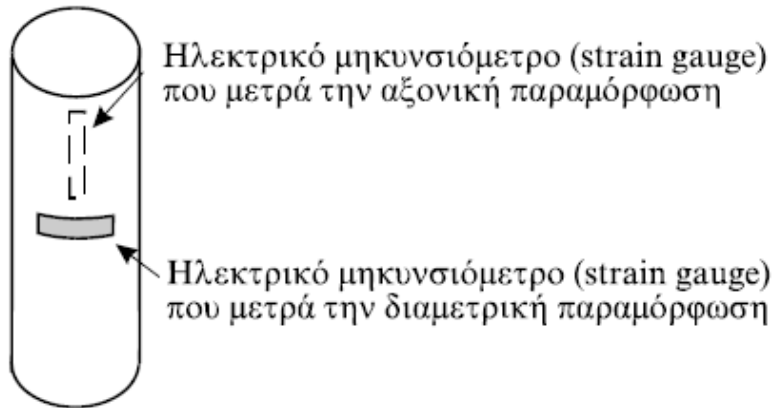 Ηλεκτρικό μηκυνσιόμετρο (strain gauge)
που μετρά την αξονική παραμόρφωση
Ηλεκτρικό μηκυνσιόμετρο (strain gauge)
που μετρά την διαμετρική παραμόρφωση